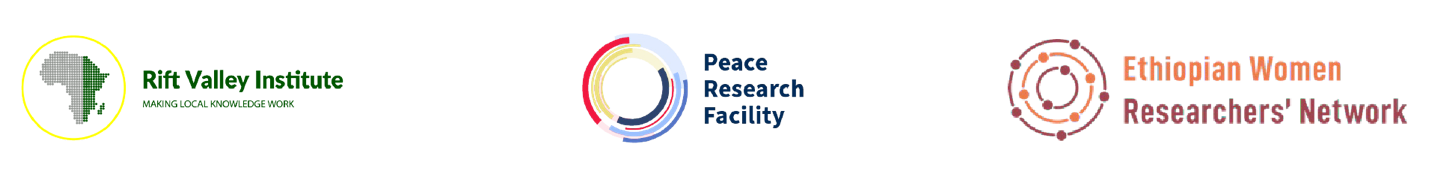 Rift Valley Institute
MAKING LOCAL KNOWLEDGE WORK
Peace
Research
Facility
Ethiopian Women
Researchers' Network